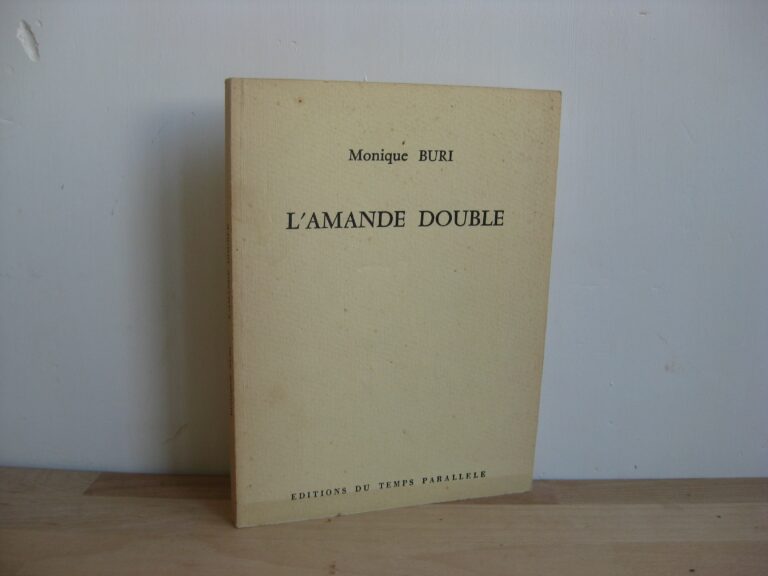 Monique BURI
L'AMANDE DOUBLE
EDITIONS DU TEMPS PARALLELE